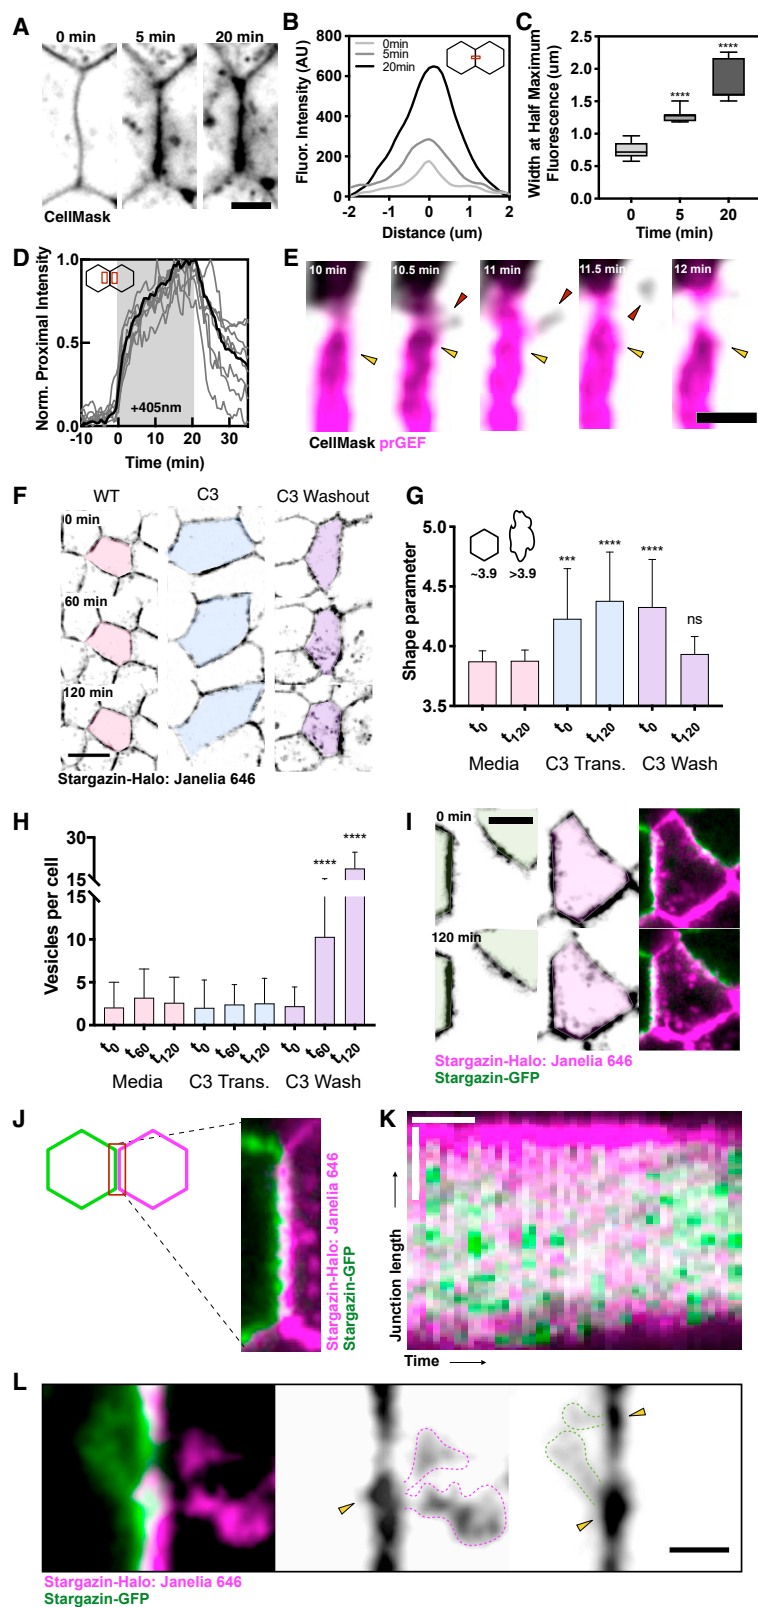 A
0 min
5 min
20 min
CellMask
B
Fluor. Intensity (AU)
800
600
400
200
0
0min
5min
20min
-2
-1
0
1
2
Distance (um)
C
Width at Half Maximum
Fluorescence (um)
2.5
2.0
1.5
1.0
0.5
0.0
****
****
0
5
20
Time (min)
D
Norm. Proximal Intensity
1.0
0.5
0.0
+405nm
-10
0
10
20
30
Time (min)
E
10 min
10.5 min
11 min
11.5 min
12 min
CellMask prGEF
F
WT
C3
C3 Washout
0 min
60 min
120 min
Stargazin-Halo: Janelia 646
G
Shape parameter
5.0
4.5
4.0
3.5
~3.9
>3.9
***
****
****
ns
t0
t120
t0
t120
t0
t120
Media
C3 Trans.
C3 Wash
H
Vesicles per cell
30
15
15
10
5
0
****
****
t0
t60
t120
t0
t60
t120
t0
t60
t120
Media
C3 Trans.
C3 Wash
I
0 min
120 min
Stargazin-Halo: Janelia 646
Stargazin-GFP
J
Stargazin-Halo: Janelia 646
Stargazin-GFP
K
Junction length
Time
L
Stargazin-Halo: Janelia 646
Stargazin-GFP